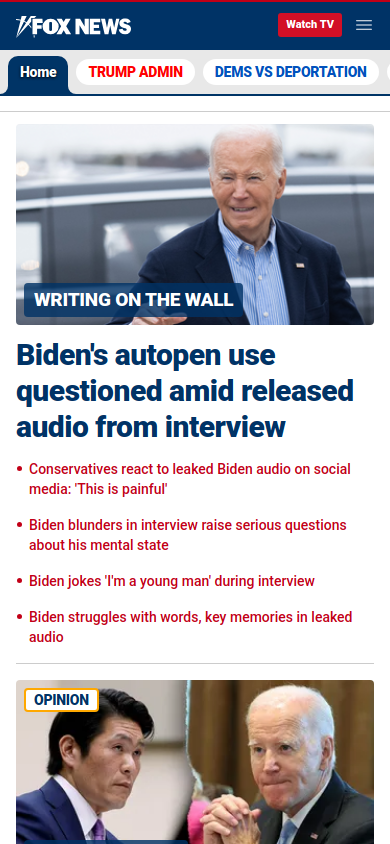 FOX NEWS
Watch TV
Home
TRUMP ADMIN
DEMS VS DEPORTATION
WRITING ON THE WALL
Biden's autopen use
questioned amid released
audio from interview
Conservatives react to leaked Biden audio on social
media: 'This is painful'
Biden blunders in interview raise serious questions
about his mental state
Biden jokes 'I'm a young man' during interview
Biden struggles with words, key memories in leaked
audio
OPINION